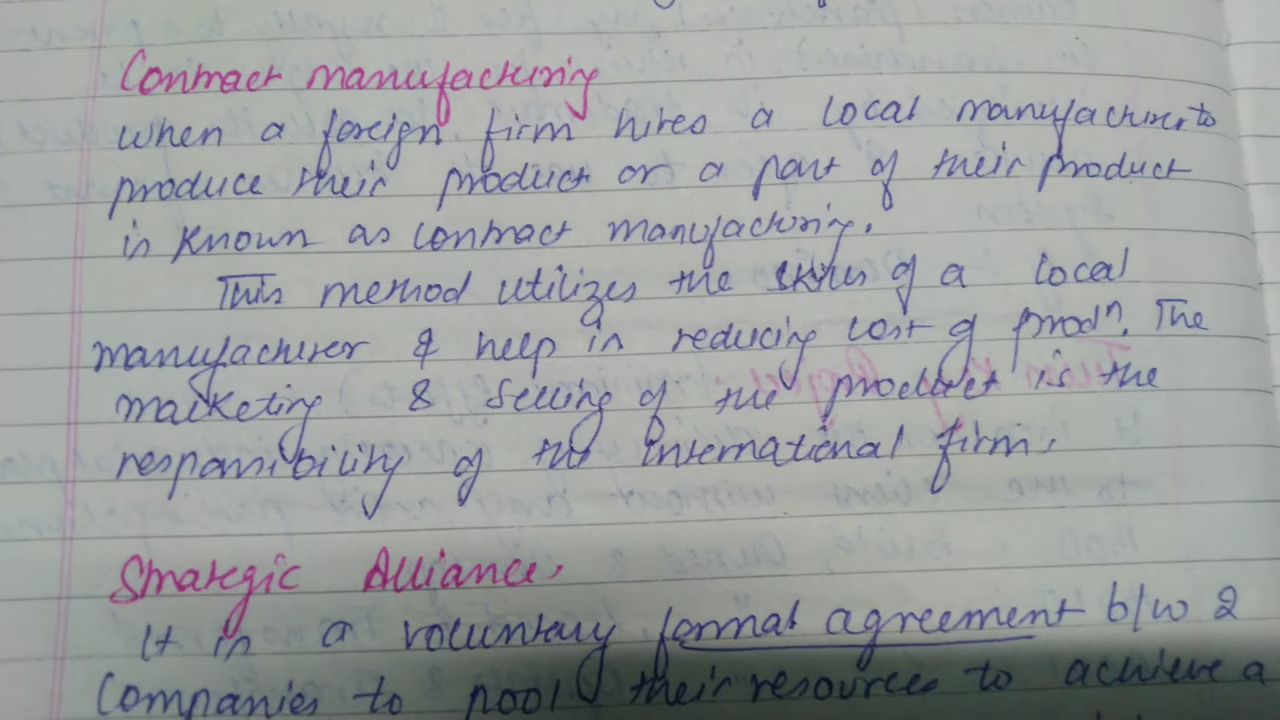 Contract manufacturing
when a foreign firm hires a local manufacturer to
produce their product or a part of their product
is known as contract manufacturing.
This method utilizes the skills of a local
manufacturer & help in reducing cost of prodn. The
marketing & selling of the product is the
responsibility of the international firm.
Strategic Alliance.
It is a voluntary formal agreement b/w 2
Companies to pool their resources to achieve a